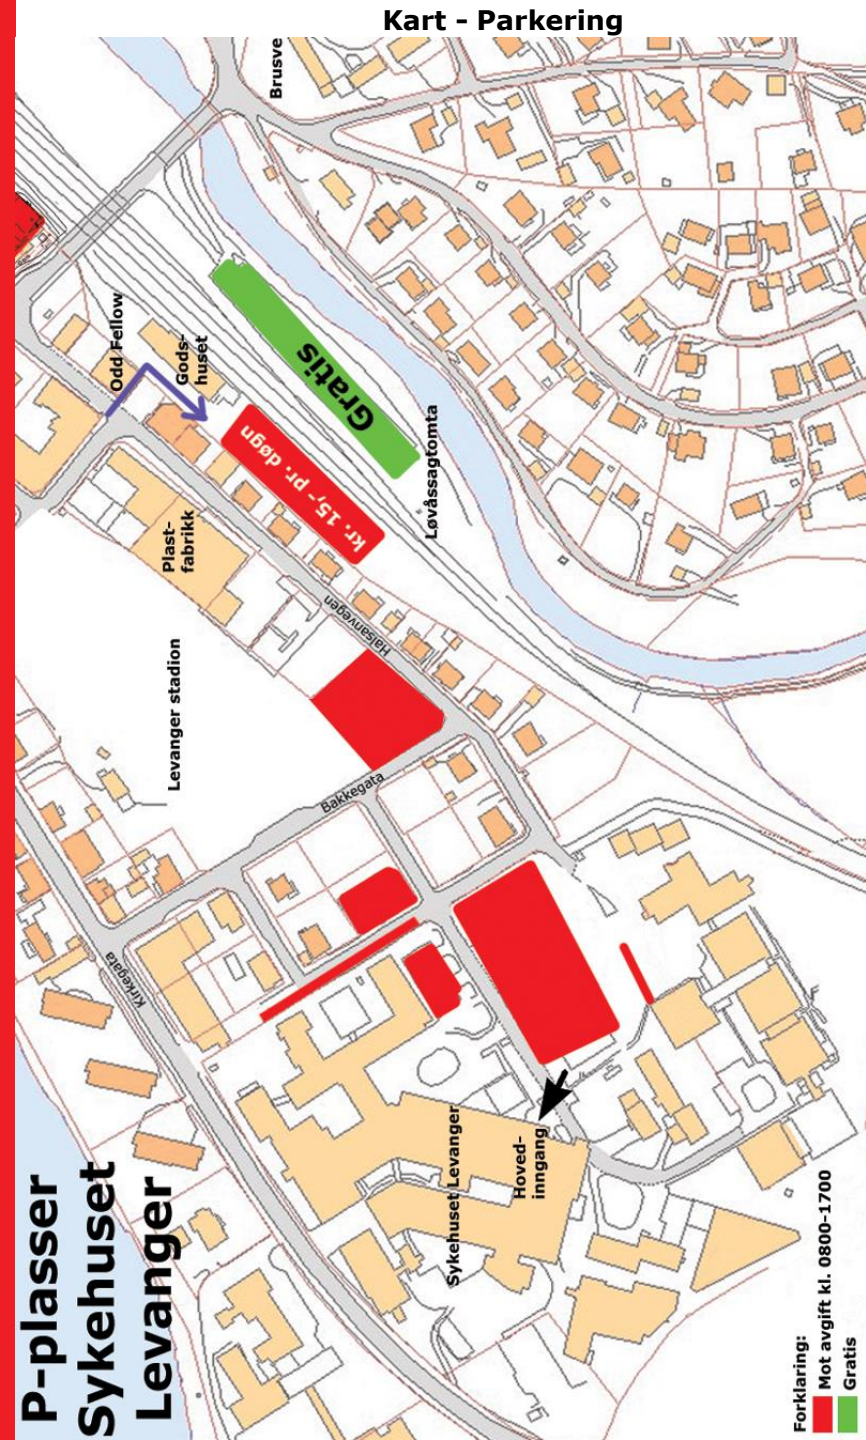 Kart - Parkering
P-plasser
Sykehuset
Levanger
Brusve
Odd Fellow
Gods-
huset
Gratis
kr. 15,- pr. døgn
Løvåssagtomta
Plast-
fabrikk
Halsanvegen
Levanger stadion
Bakkegata
Kirkegata
Sykehuset Levanger
Hoved-
inngang
Forklaring:
Mot avgift kl. 0800-1700
Gratis